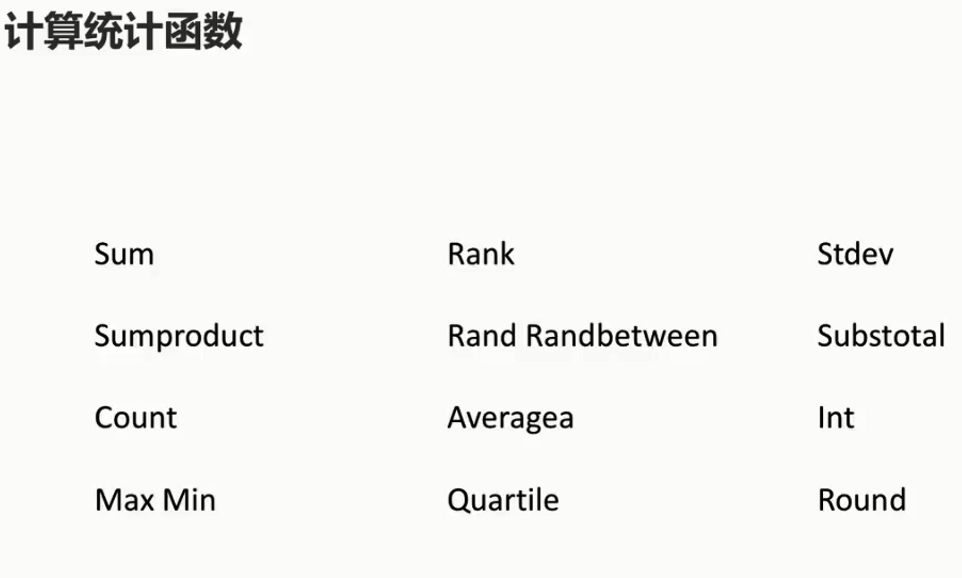 计算统计函数
Sum Rank Stdev
Sumproduct Rand Randbetween Substotal
Count Averagea Int
Max Min Quartile Round